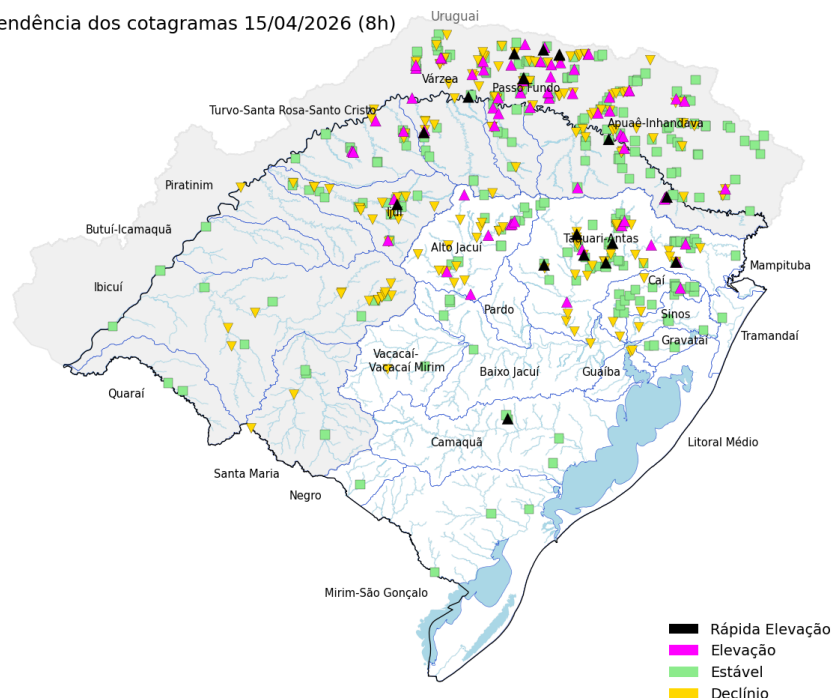 endência dos cotagramas 15/04/2026 (8h)
Uruguai
Várzea
Passo Fundo
Turvo-Santa Rosa-Santo Cristo
Apuaê-Inhandava
Piratinim
Ijuí
Butuí-Icamaquã
Alto Jacuí
Taquari-Antas
Mampituba
Ibicuí
Caí
Pardo
Sinos
Tramandaí
Gravataí
Vacacaí-
Vacacaí Mirim
Baixo Jacuí
Guaíba
Quaraí
Camaquã
Litoral Médio
Santa Maria
Negro
Mirim-São Gonçalo
Rápida Elevação
Elevação
Estável
Declínio